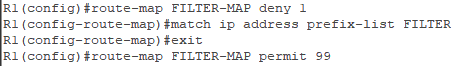 R1(config)#route-map FILTER-MAP deny 1
R1(config-route-map)#match ip address prefix-list FILTER
R1(config-route-map)#exit
R1(config)#route-map FILTER-MAP permit 99